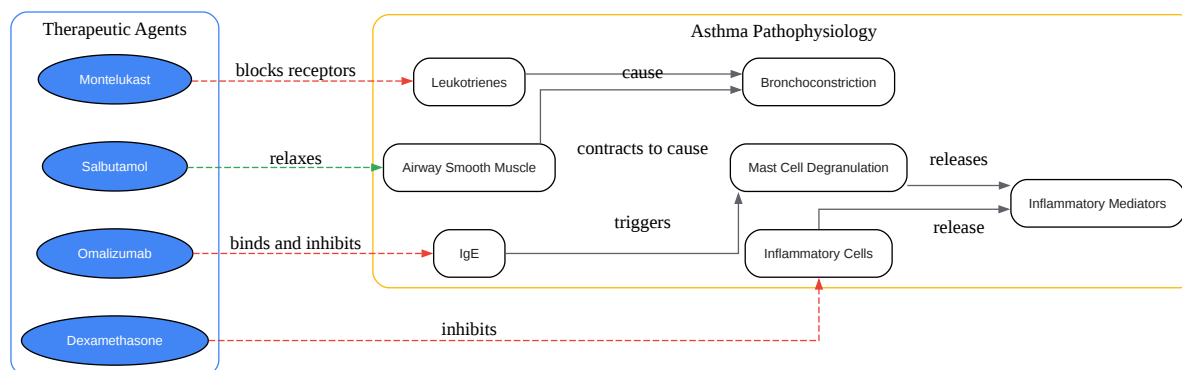 Therapeutic Agents
Asthma Pathophysiology
Montelukast
blocks receptors
Leukotrienes
cause
Bronchoconstriction
Salbutamol
relaxes
Airway Smooth Muscle
contracts to cause
Mast Cell Degranulation
releases
Inflammatory Mediators
Omalizumab
binds and inhibits
IgE
triggers
Inflammatory Cells
release
Dexamethasone
inhibits